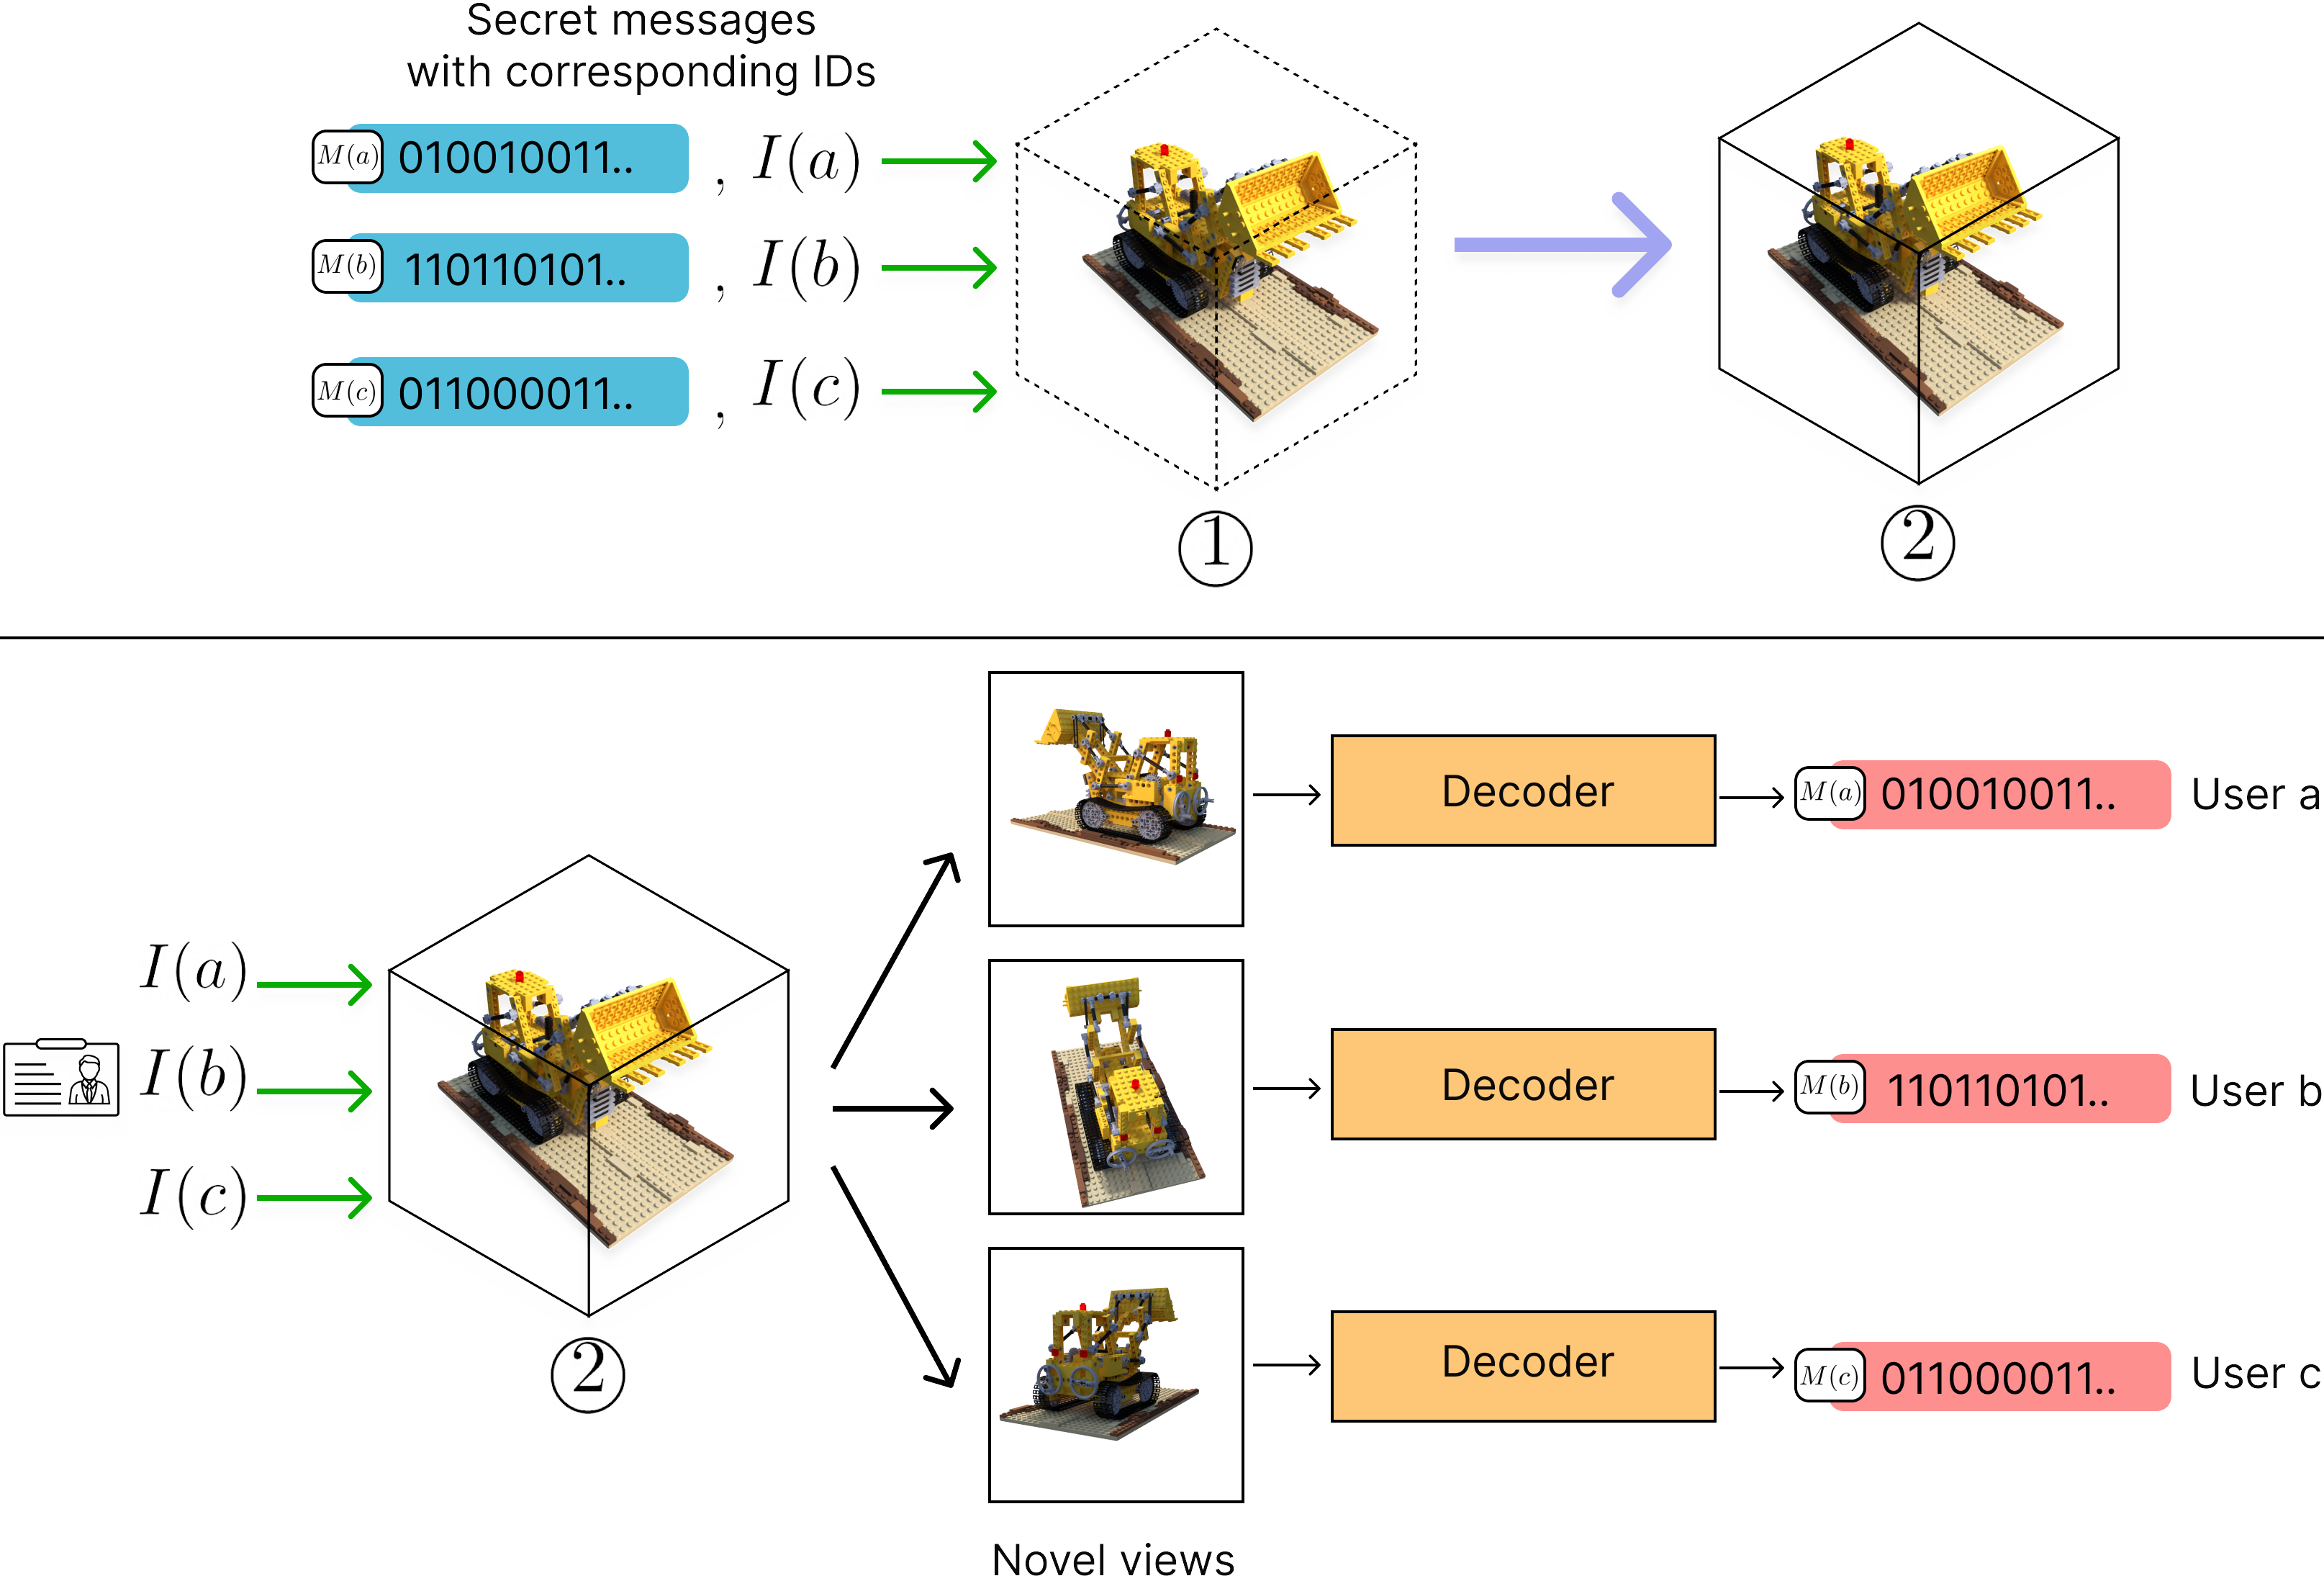 Secret messages
with corresponding IDs
M(a) 010010011.. , I(a)
M(b) 110110101.. , I(b)
M(c) 011000011.. , I(c)
1
2
I(a)
I(b)
I(c)
2
Decoder
M(a) 010010011.. User a
Decoder
M(b) 110110101.. User b
Decoder
M(c) 011000011.. User c
Novel views